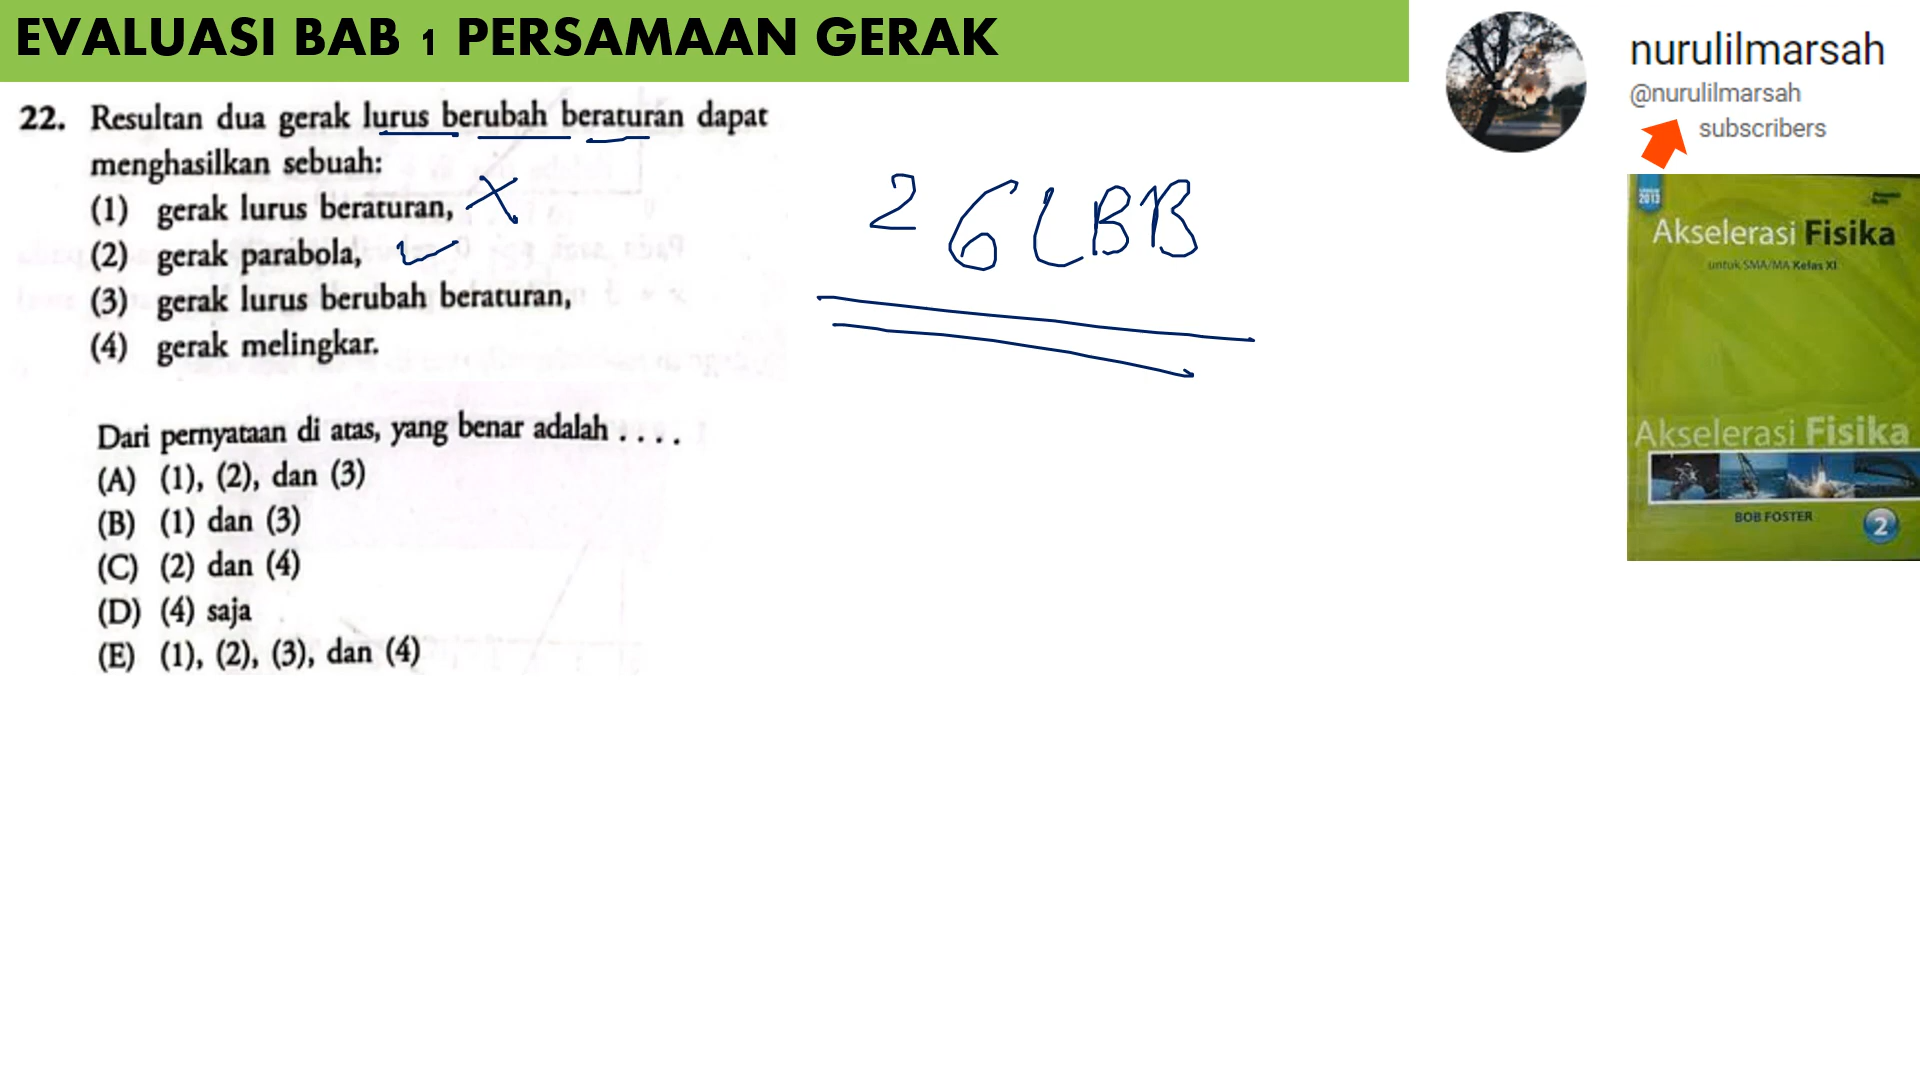 EVALUASI BAB 1 PERSAMAAN GERAK
22. Resultan dua gerak lurus berubah beraturan dapat
menghasilkan sebuah:
(1) gerak lurus beraturan,
(2) gerak parabola,
(3) gerak lurus berubah beraturan,
(4) gerak melingkar.
Dari pernyataan di atas, yang benar adalah . . . .
(A) (1), (2), dan (3)
(B) (1) dan (3)
(C) (2) dan (4)
(D) (4) saja
(E) (1), (2), (3), dan (4)
2 GLBB
nurulilmarsah
@nurulilmarsah
subscribers
2013
Akselerasi Fisika
untuk SMA/MA Kelas XI
Akselerasi Fisika
BOB FOSTER
2